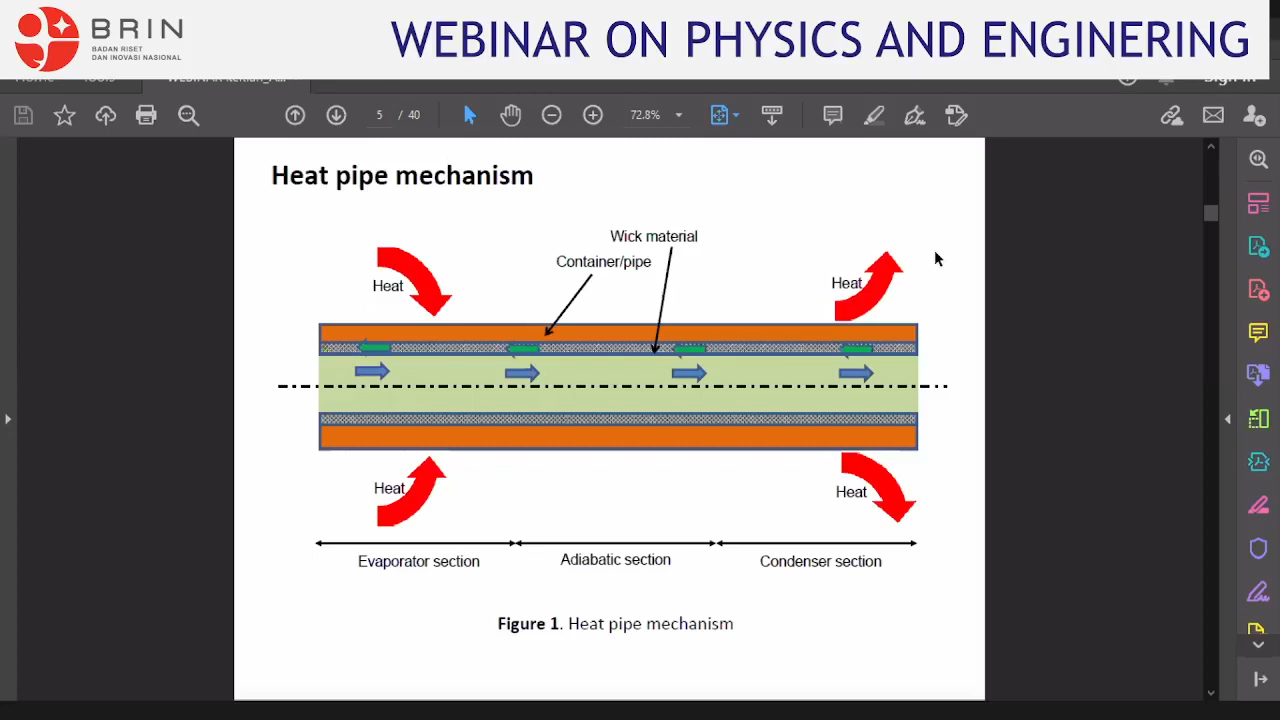 BRIN
BADAN RISET
DAN INOVASI NASIONAL
WEBINAR ON PHYSICS AND ENGINERING
5 / 40
72.8%
Heat pipe mechanism
Wick material
Container/pipe
Heat
Heat
Heat
Heat
Evaporator section
Adiabatic section
Condenser section
Figure 1. Heat pipe mechanism